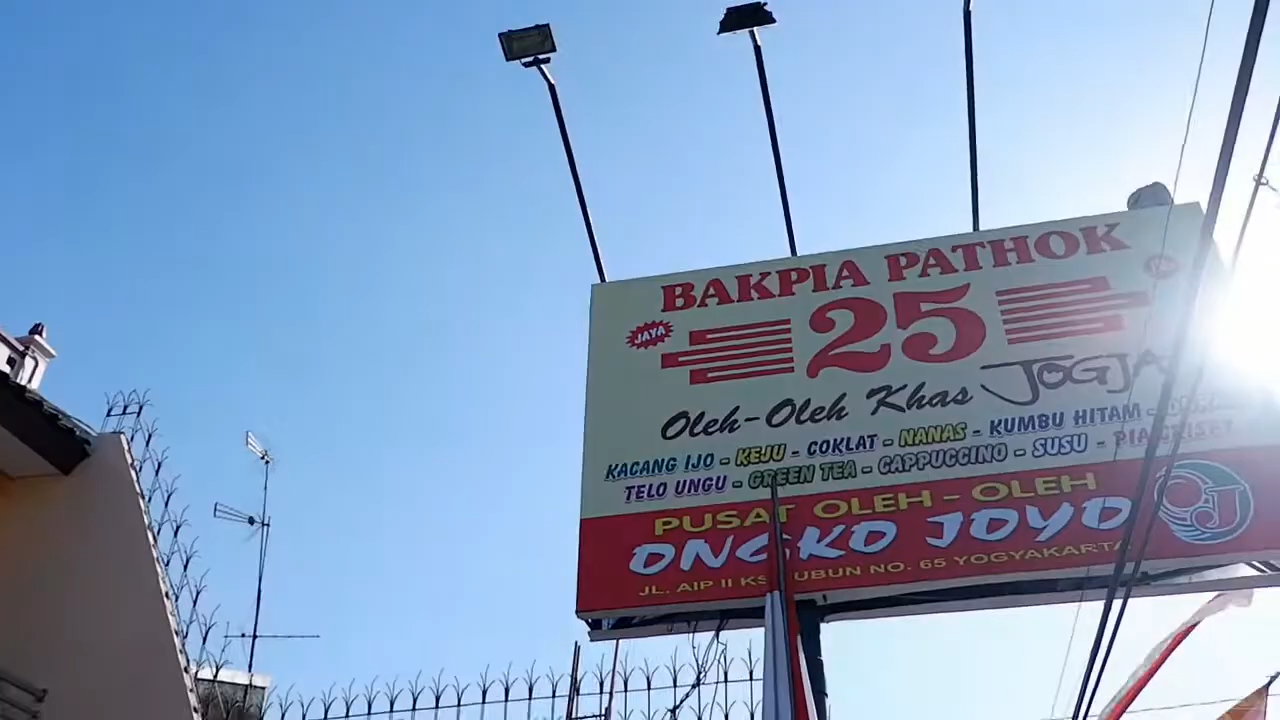 BAKPIA PATHOK
JAYA
25
Oleh-Oleh Khas JOGJA
KACANG IJO - KEJU - COKLAT - NANAS - KUMBU HITAM -
TELO UNGU - GREEN TEA - CAPPUCCINO - SUSU -
PUSAT OLEH - OLEH
ONGKO JOYO
OJ
JL. AIP II KS UBUN NO. 65 YOGYAKARTA